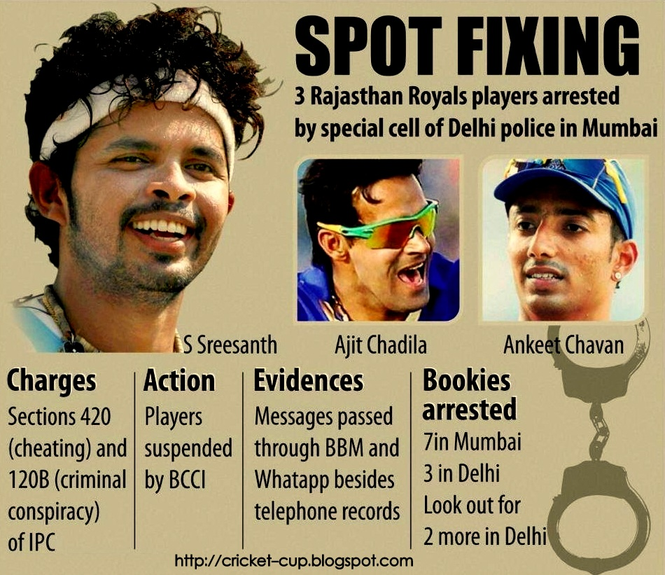 SPOT FIXING
3 Rajasthan Royals players arrested
by special cell of Delhi police in Mumbai
S Sreesanth
Ajit Chadila
Ankeet Chavan
Charges
Sections 420
(cheating) and
120B (criminal
conspiracy)
of IPC
Action
Players
suspended
by BCCI
Evidences
Messages passed
through BBM and
Whatapp besides
telephone records
Bookies
arrested
7in Mumbai
3 in Delhi
Look out for
2 more in Delhi
http://cricket-cup.blogspot.com